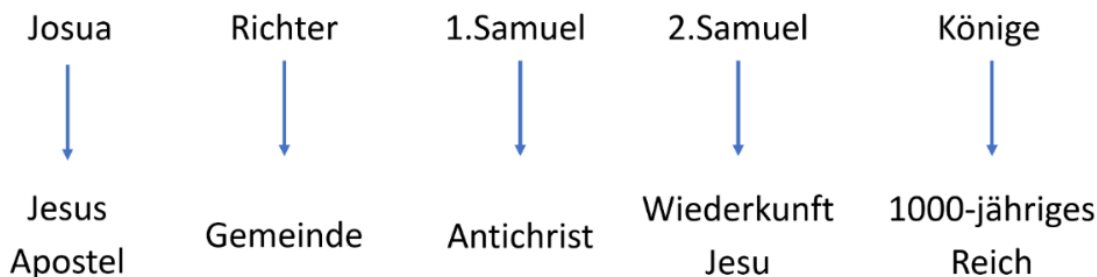 Josua Richter 1.Samuel 2.Samuel Könige
Jesus Apostel
Gemeinde
Antichrist
Wiederkunft Jesu
1000-jähriges Reich